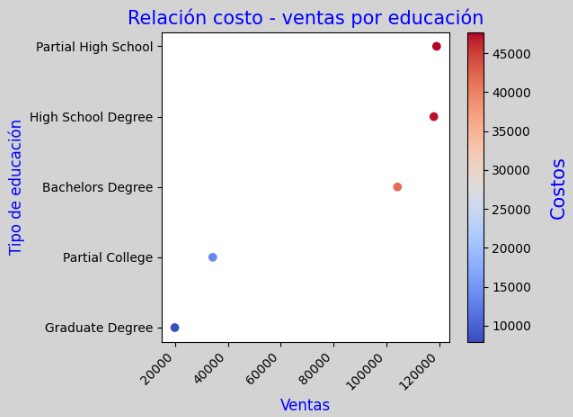 Relación costo - ventas por educación
Tipo de educación
Partial High School
High School Degree
Bachelors Degree
Partial College
Graduate Degree
20000
40000
60000
80000
100000
120000
Ventas
45000
40000
35000
30000
25000
20000
15000
10000
Costos